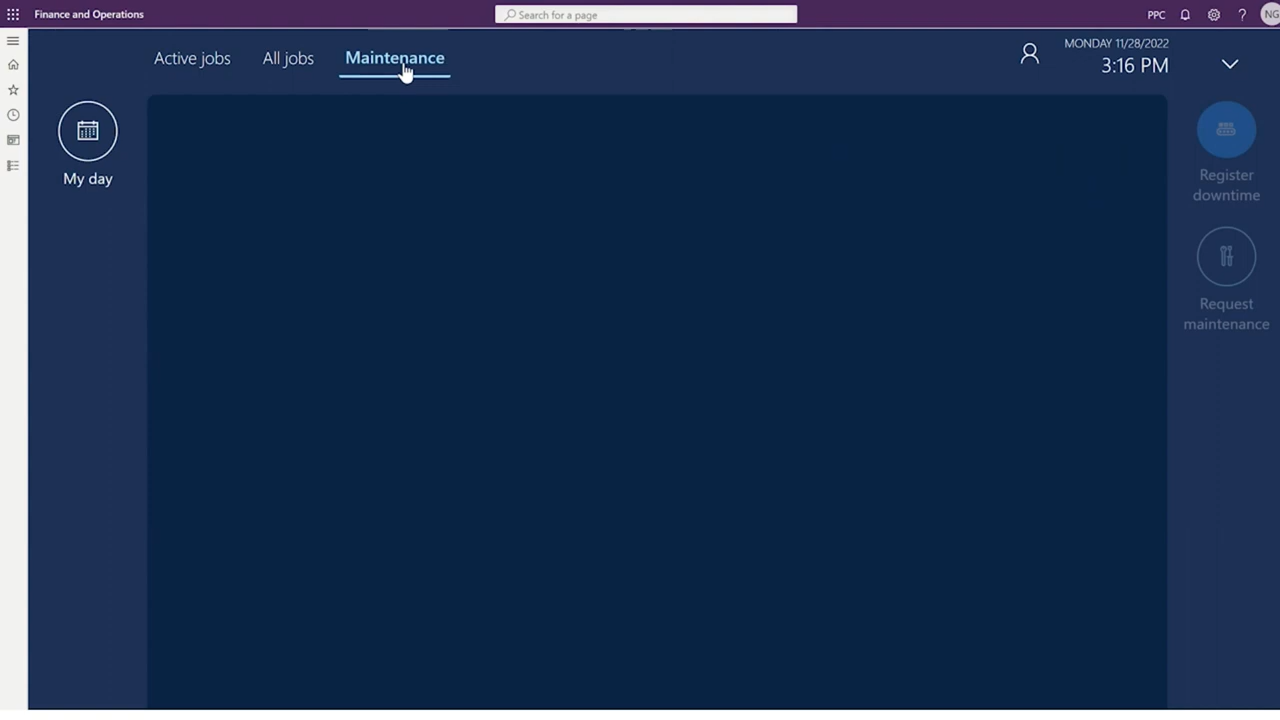 Finance and Operations
Search for a page
PPC
?
NG
Active jobs
All jobs
Maintenance
MONDAY 11/28/2022
3:16 PM
My day
Register
downtime
Request
maintenance